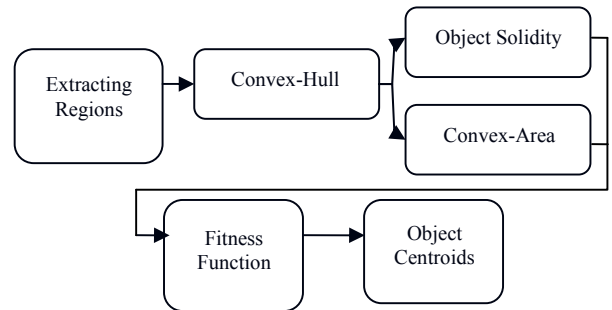 Extracting
Regions
Convex-Hull
Object Solidity
Convex-Area
Fitness
Function
Object
Centroids